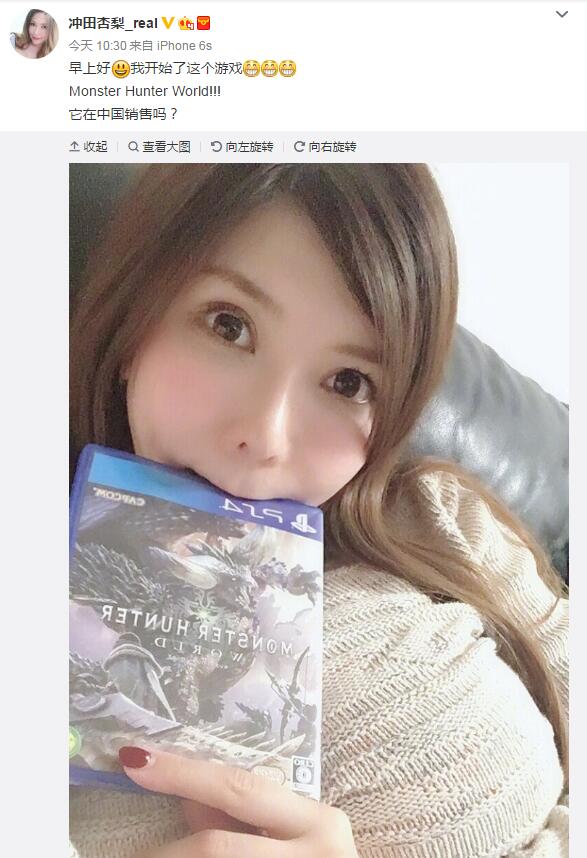 冲田杏梨_real
今天 10:30 来自 iPhone 6s
早上好😃我开始了这个游戏😁😁😁
Monster Hunter World!!!
它在中国销售吗？
收起 查看大图 向左旋转 向右旋转
PS4
CAPCOM
MONSTER HUNTER
WORLD